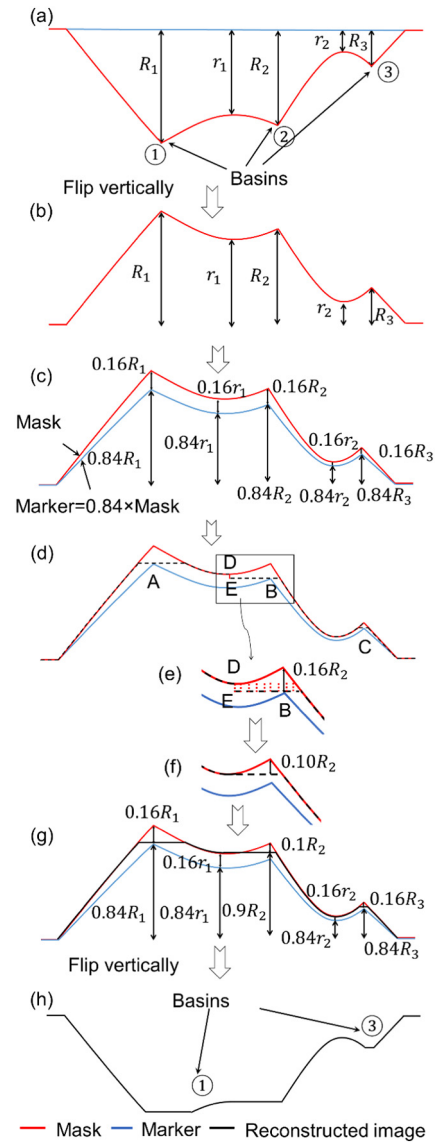 (a)
R₁
r₁
R₂
r₂
R₃
①
②
③
Basins
Flip vertically
(b)
R₁
r₁
R₂
r₂
R₃
(c)
0.16R₁
0.16r₁
0.16R₂
Mask
0.16r₂
0.16R₃
0.84R₁
0.84r₁
Marker=0.84×Mask
0.84R₂
0.84r₂
0.84R₃
(d)
D
A
E
B
C
(e)
D
0.16R₂
E
B
(f)
0.10R₂
(g)
0.16R₁
0.1R₂
0.16r₁
0.16r₂
0.16R₃
0.84R₁
0.84r₁
0.9R₂
0.84r₂
0.84R₃
Flip vertically
Basins
(h)
①
③
Mask Marker Reconstructed image